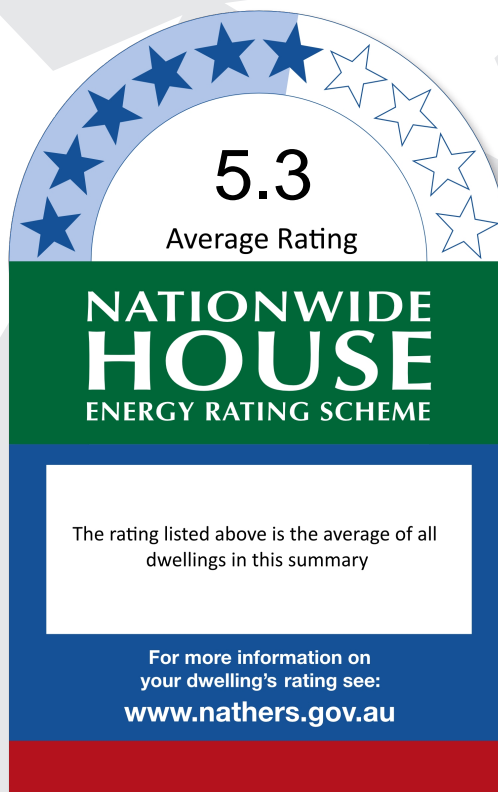 5.3
Average Rating
NATIONWIDE
HOUSE
ENERGY RATING SCHEME
The rating listed above is the average of all
dwellings in this summary
For more information on
your dwelling's rating see:
www.nathers.gov.au